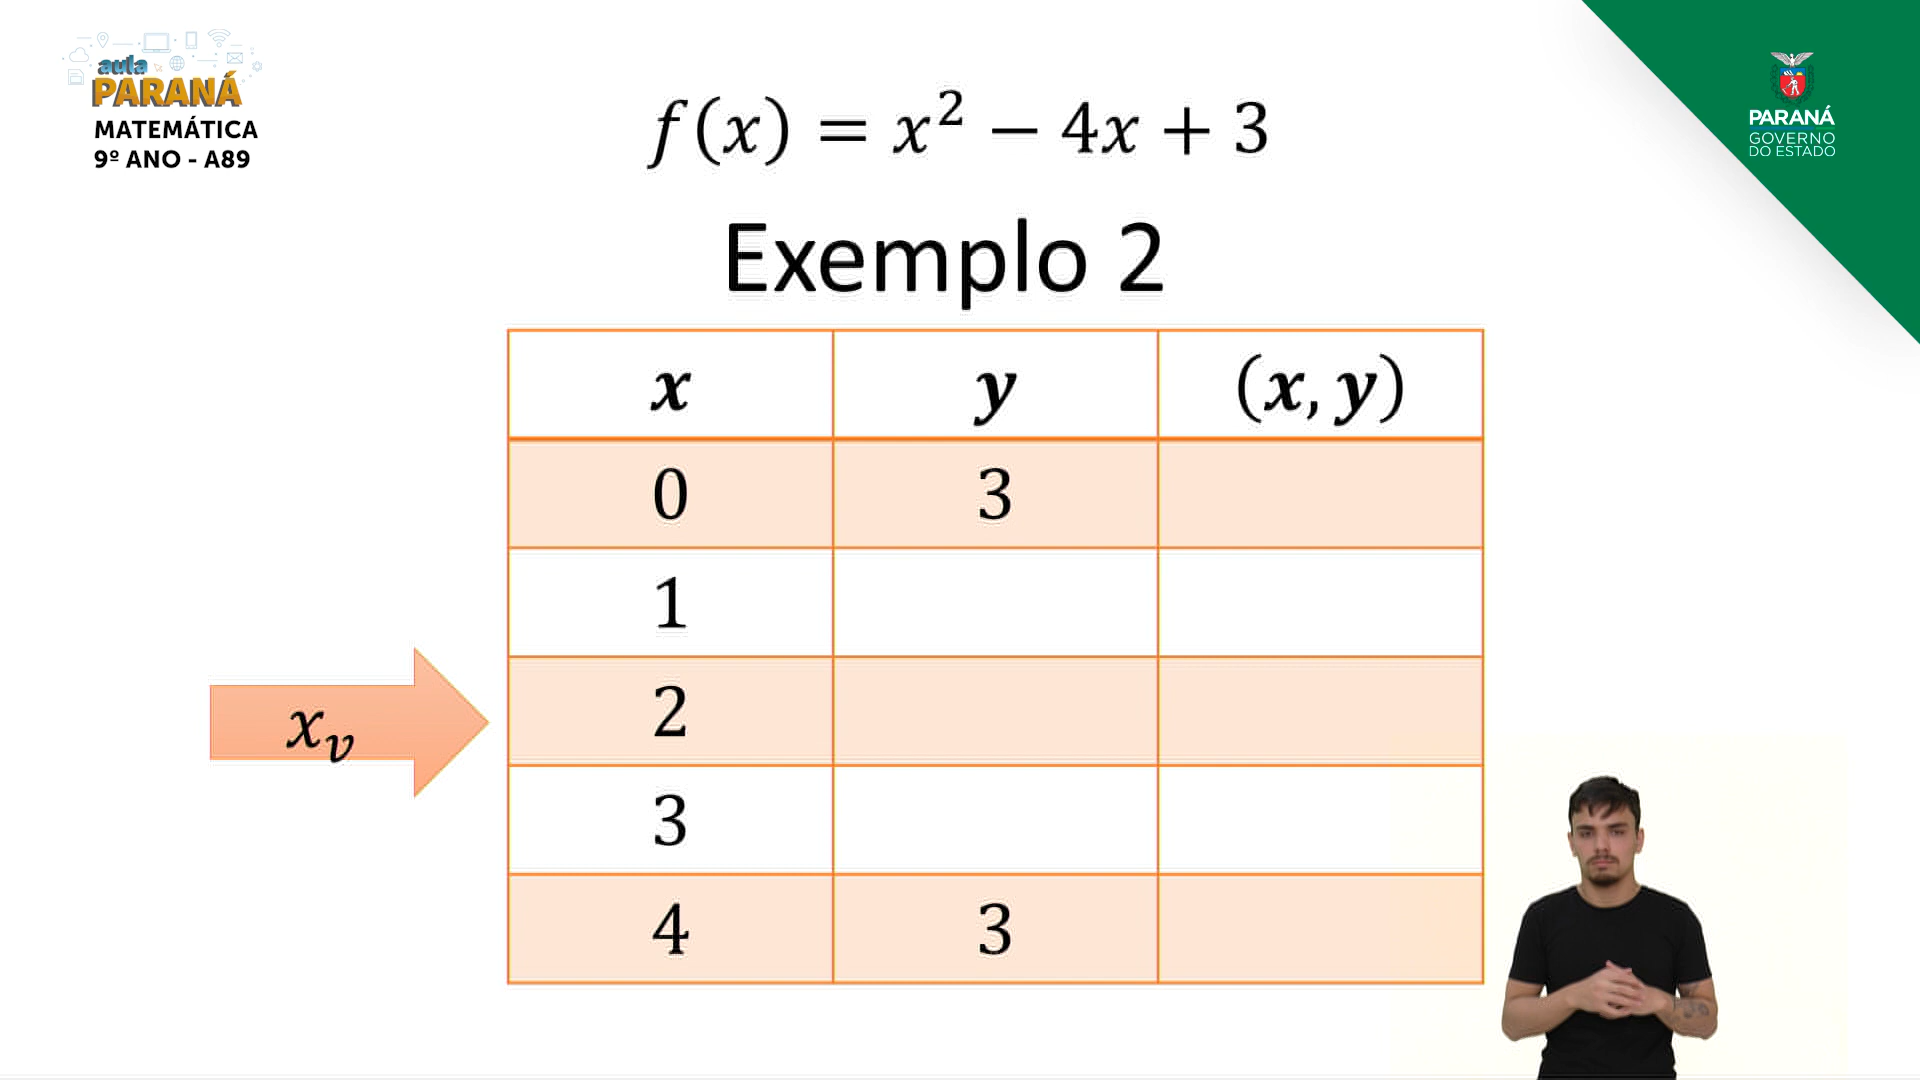 aula
PARANÁ
MATEMÁTICA
9º ANO - A89
PARANÁ
GOVERNO
DO ESTADO
f(x) = x² − 4x + 3
Exemplo 2
x y (x, y)
0 3
1
xᵥ
2
3
4 3